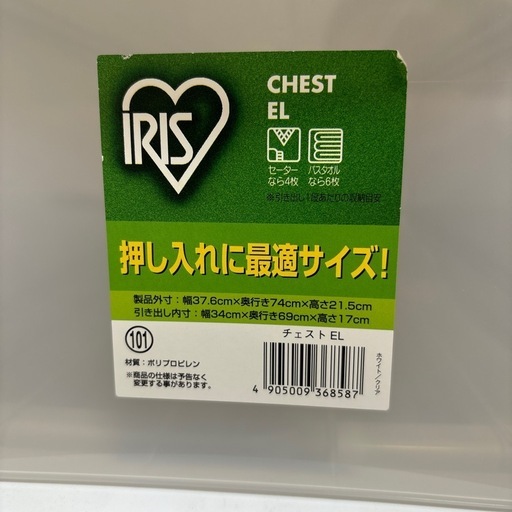 IRIS
CHEST
EL
セーター
なら4枚
バスタオル
なら6枚
※引き出し1段あたりの収納目安
押し入れに最適サイズ!
製品外寸：幅37.6cm×奥行き74cm×高さ21.5cm
引き出し内寸：幅34cm×奥行き69cm×高さ17cm
101
チェスト EL
材質：ポリプロピレン
※商品の仕様は予告なく
変更する事があります。
4 905009 368587
ホワイト/クリア